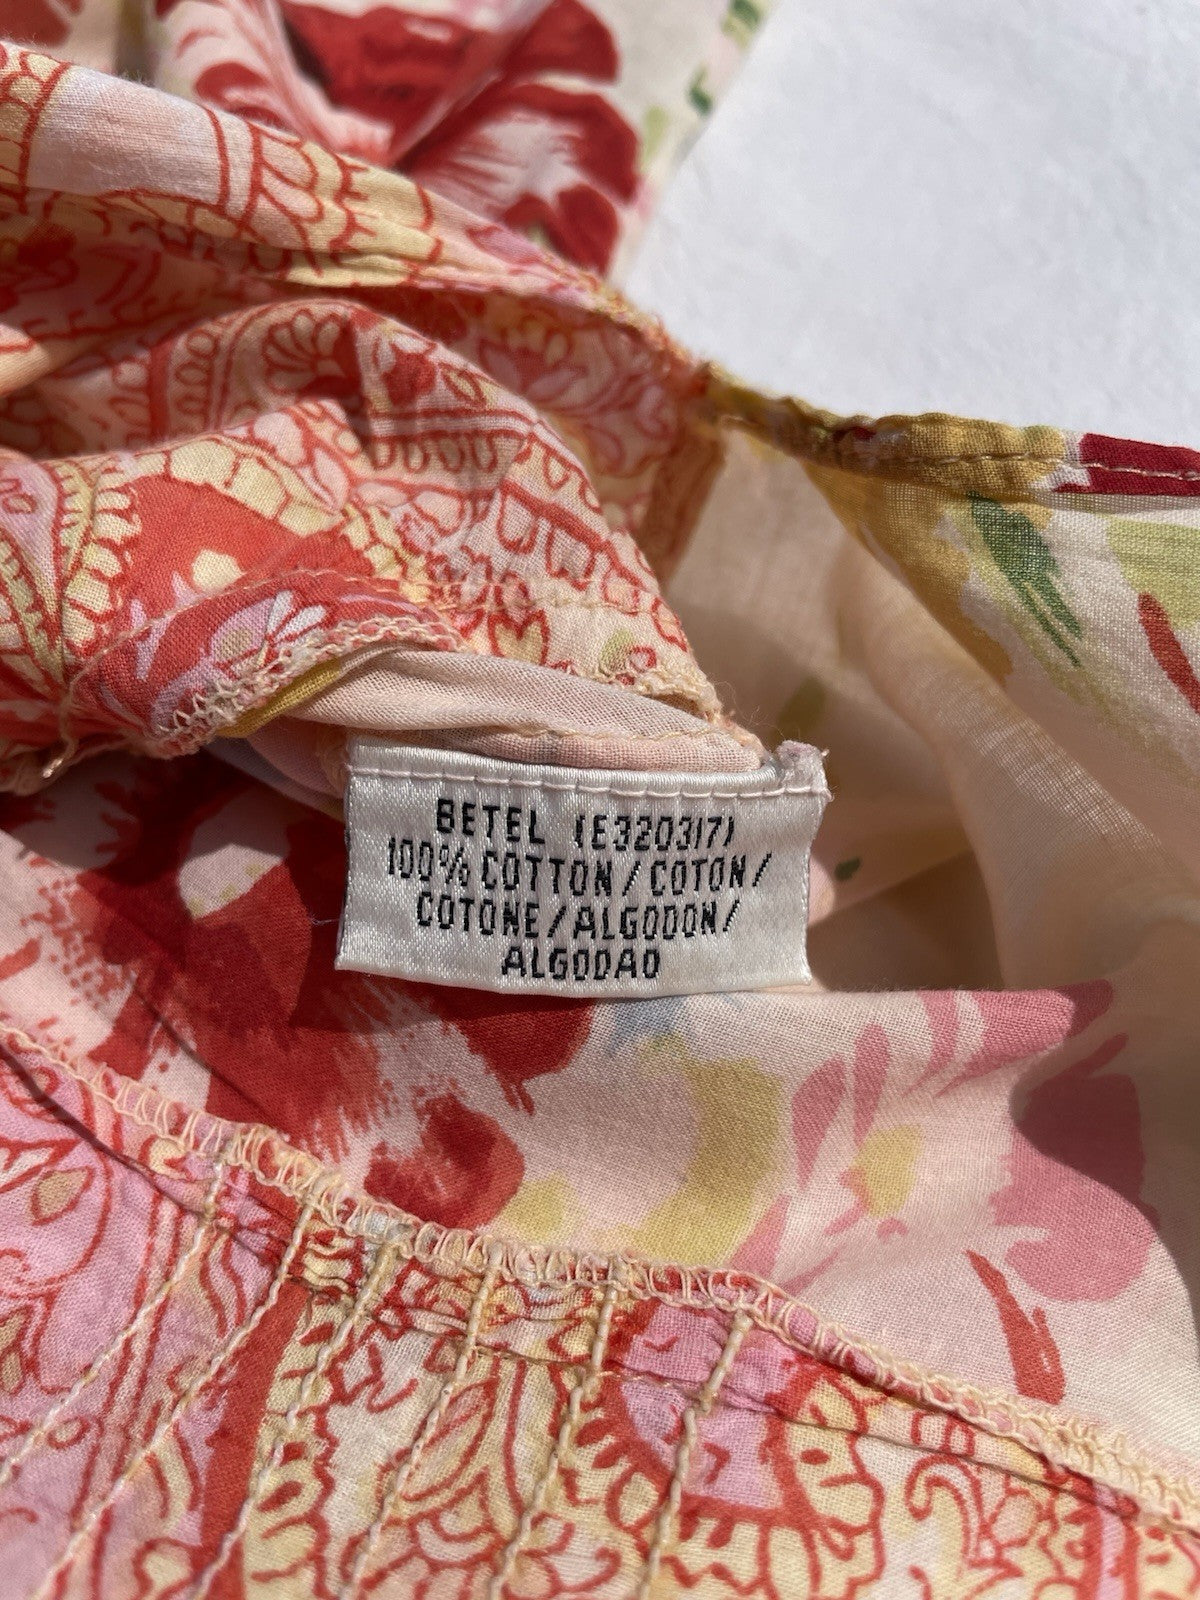 BETEL (E320317)
100% COTTON/COTON/
COTONE/ALGODON/
ALGODAO